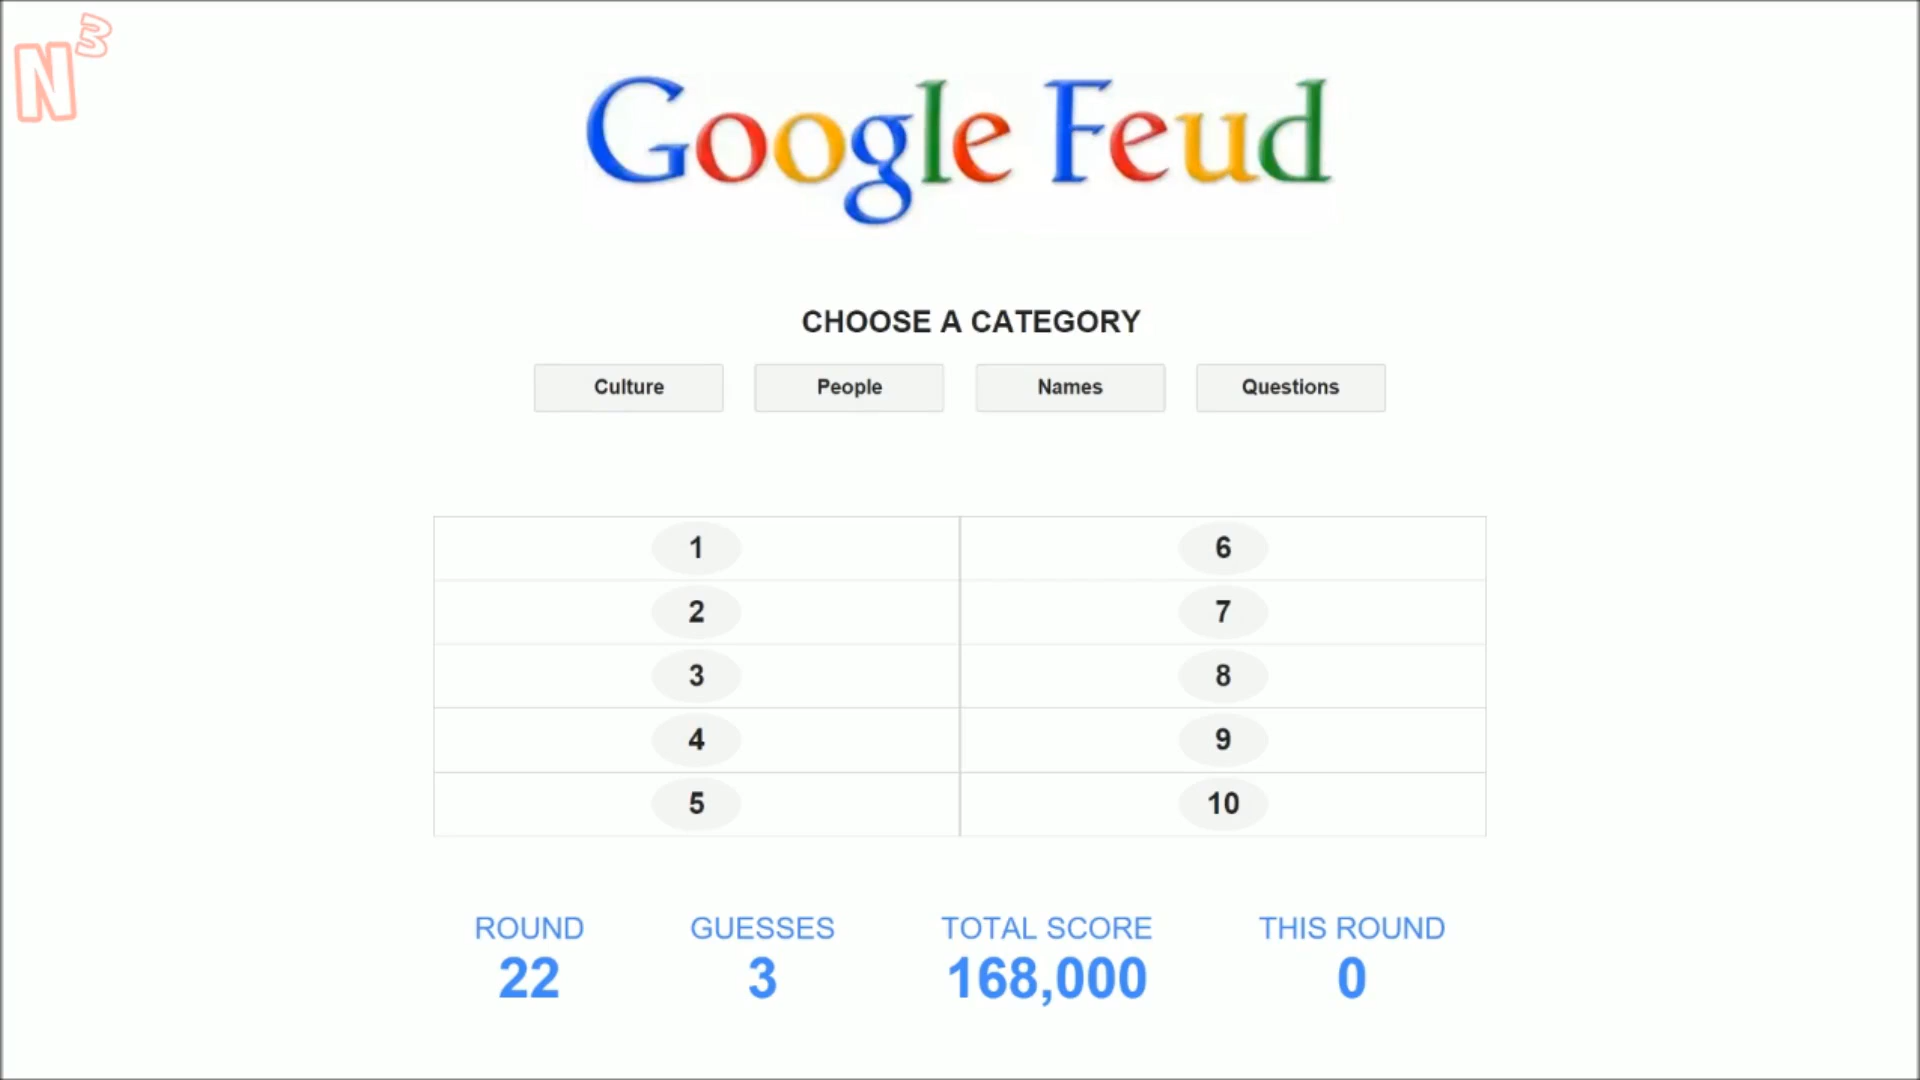 N3
Google Feud
CHOOSE A CATEGORY
Culture People Names Questions
1 6
2 7
3 8
4 9
5 10
ROUND GUESSES TOTAL SCORE THIS ROUND
22 3 168,000 0